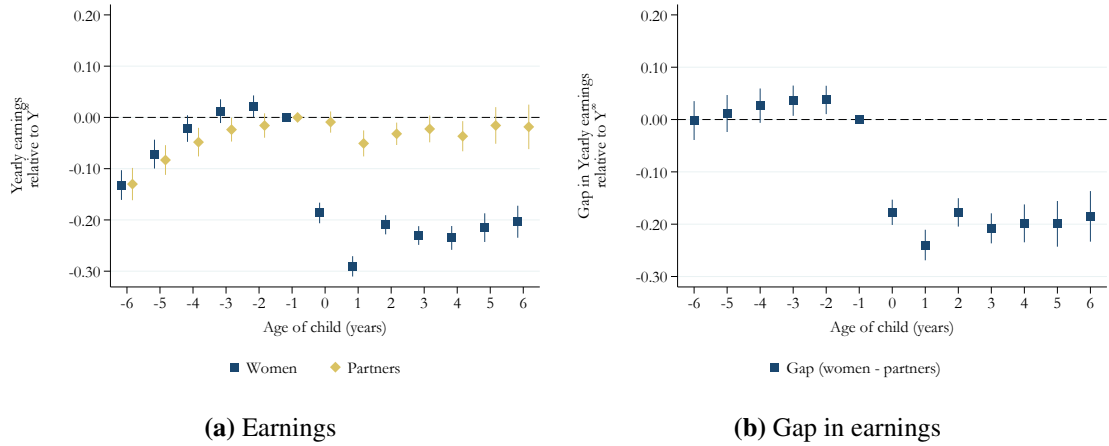 0.20
0.10
0.00
-0.10
-0.20
-0.30
Yearly earnings
relative to Y∞
-6 -5 -4 -3 -2 -1 0 1 2 3 4 5 6
Age of child (years)
Women Partners
(a) Earnings
0.20
0.10
0.00
-0.10
-0.20
-0.30
Gap in Yearly earnings
relative to Y∞
-6 -5 -4 -3 -2 -1 0 1 2 3 4 5 6
Age of child (years)
Gap (women - partners)
(b) Gap in earnings